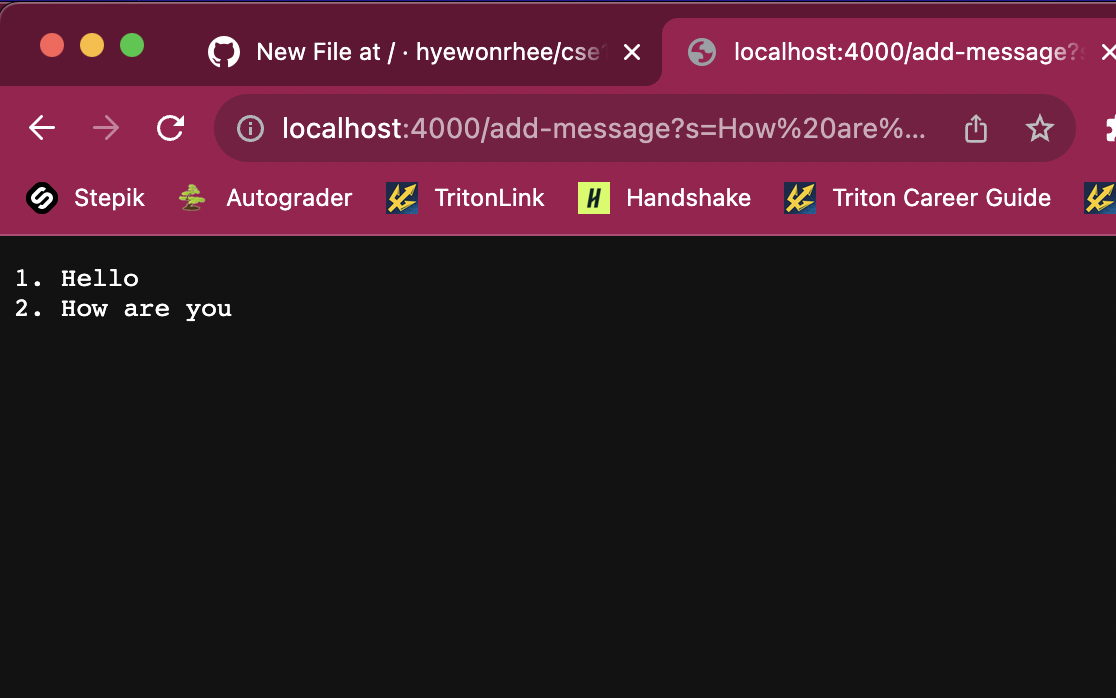 New File at / · hyewonrhee/cse
localhost:4000/add-message?
localhost:4000/add-message?s=How%20are%...
Stepik Autograder TritonLink H Handshake Triton Career Guide
1. Hello
2. How are you